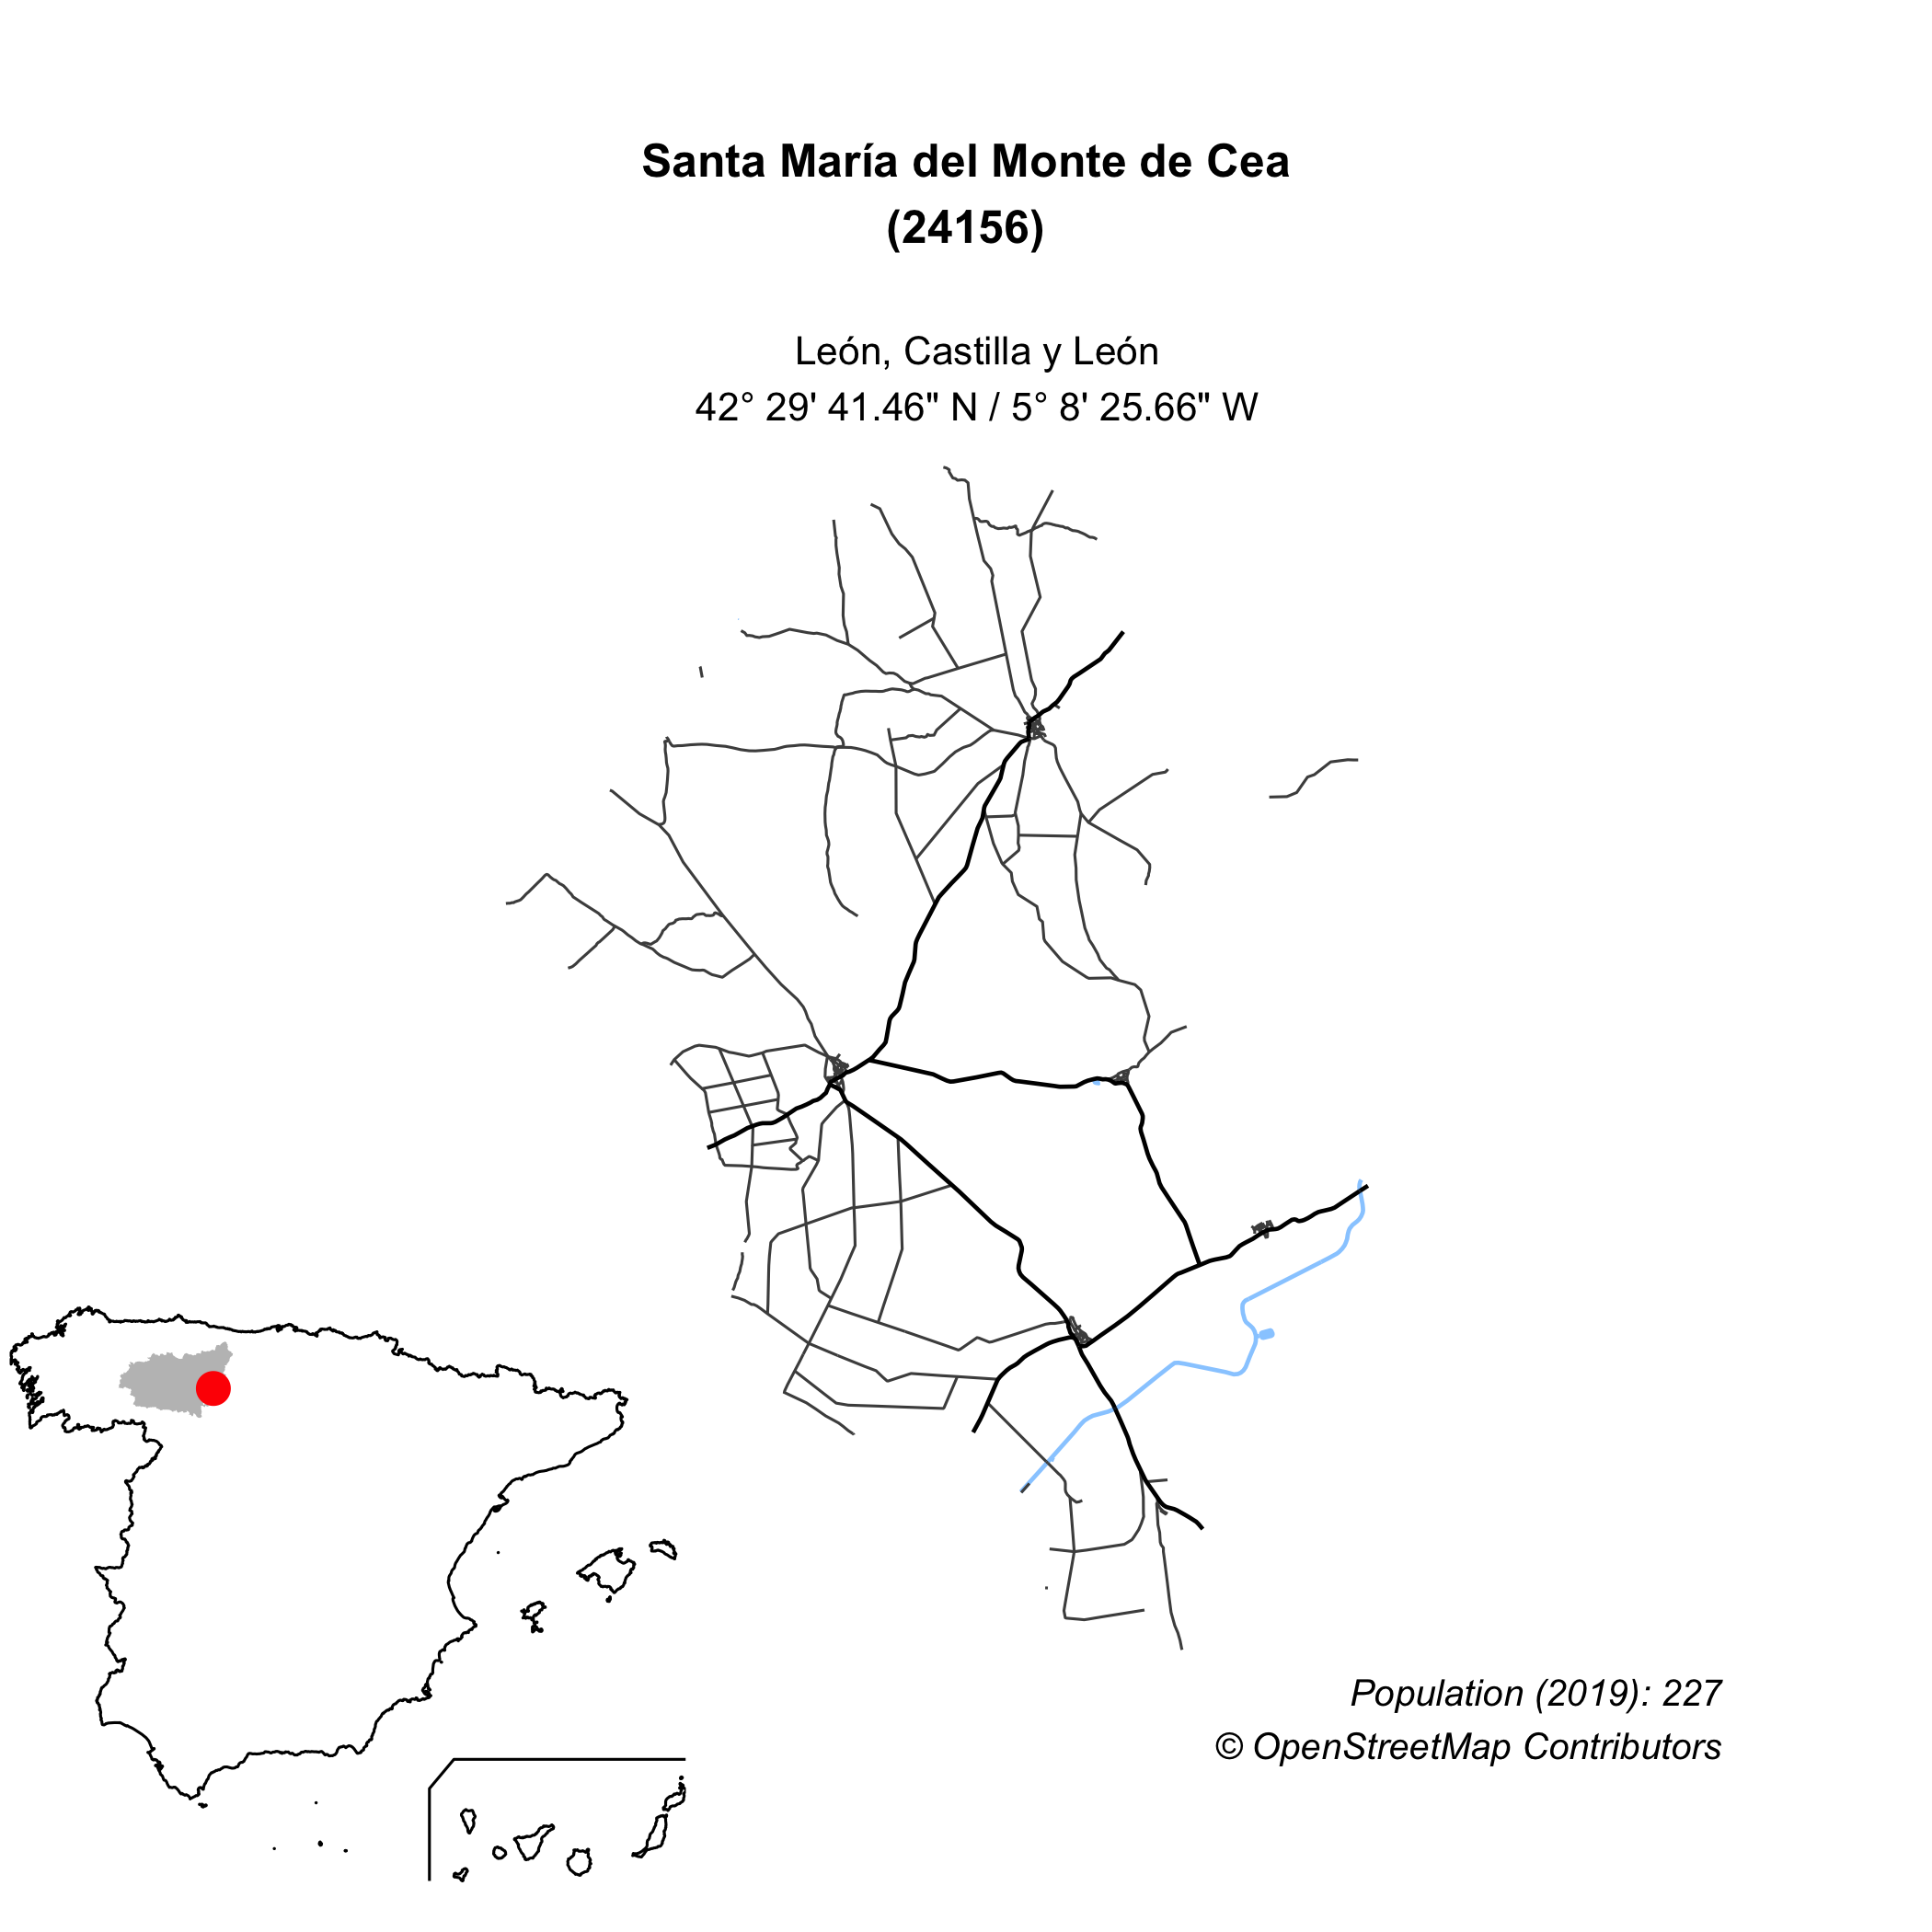 Santa María del Monte de Cea
(24156)
León, Castilla y León
42° 29' 41.46" N / 5° 8' 25.66" W
Population (2019): 227
© OpenStreetMap Contributors